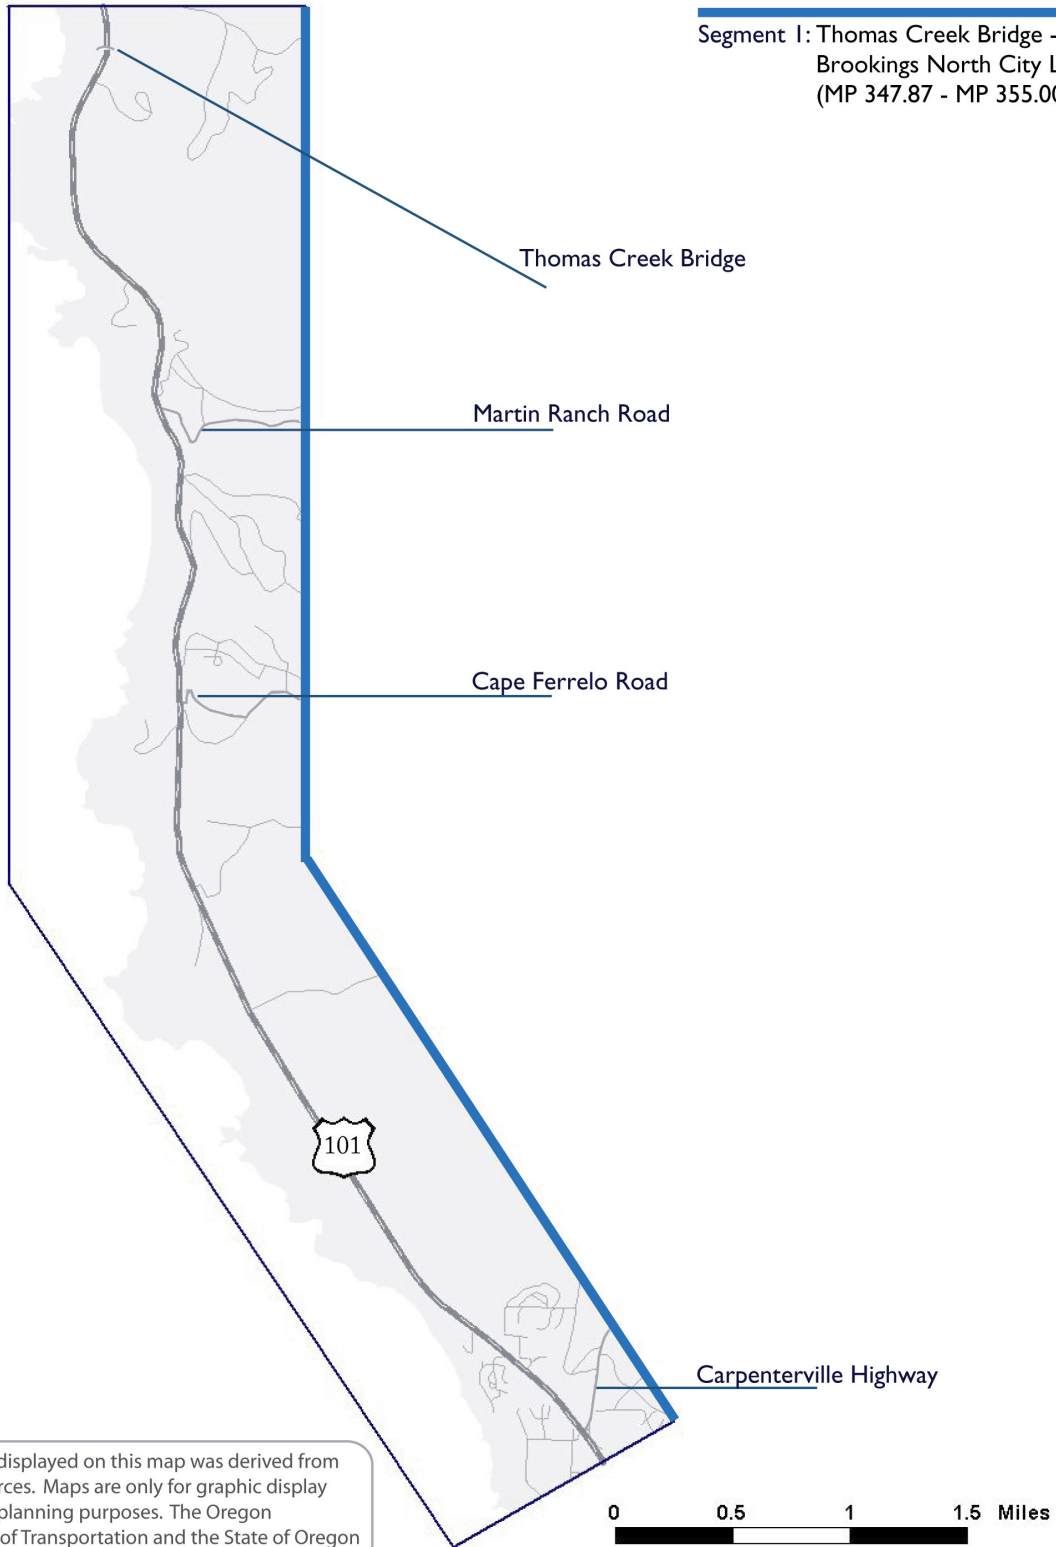 Segment 1: Thomas Creek Bridge -
Brookings North City L
(MP 347.87 - MP 355.00
Thomas Creek Bridge
Martin Ranch Road
Cape Ferrelo Road
101
Carpenterville Highway
displayed on this map was derived from
rces. Maps are only for graphic display
planning purposes. The Oregon
of Transportation and the State of Oregon
0 0.5 1 1.5 Miles